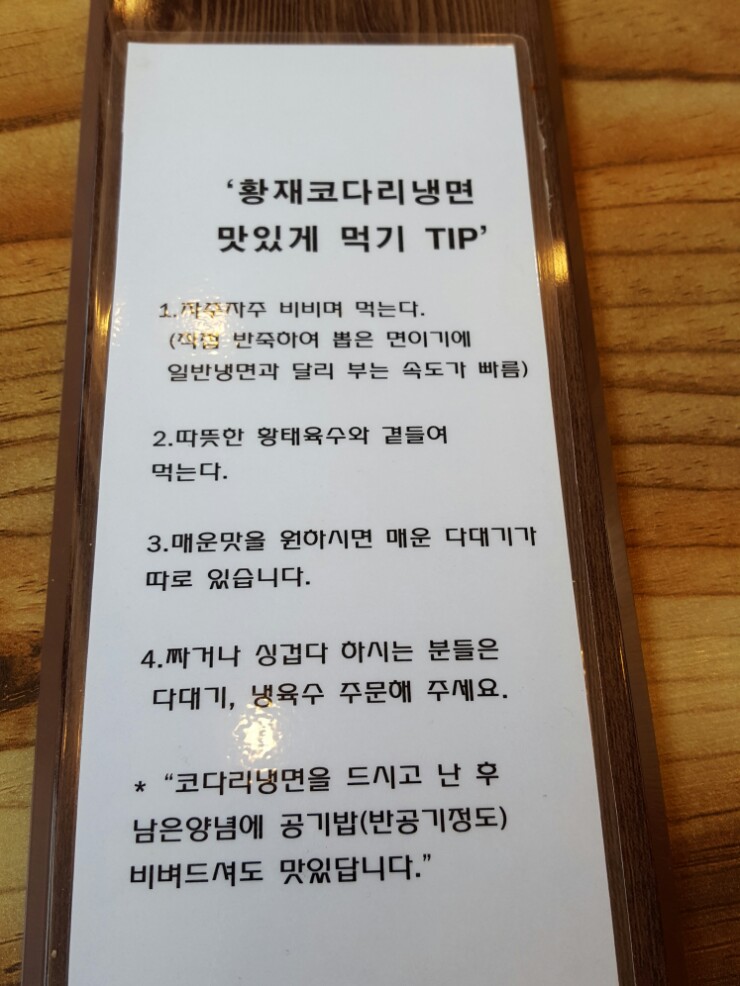 ‘황재코다리냉면
맛있게 먹기 TIP’
1.자주자주 비비며 먹는다.
(직접 반죽하여 뽑은 면이기에
일반냉면과 달리 부는 속도가 빠름)
2.따뜻한 황태육수와 곁들여
먹는다.
3.매운맛을 원하시면 매운 다대기가
따로 있습니다.
4.짜거나 싱겁다 하시는 분들은
다대기, 냉육수 주문해 주세요.
* “코다리냉면을 드시고 난 후
남은양념에 공기밥(반공기정도)
비벼드셔도 맛있답니다.”